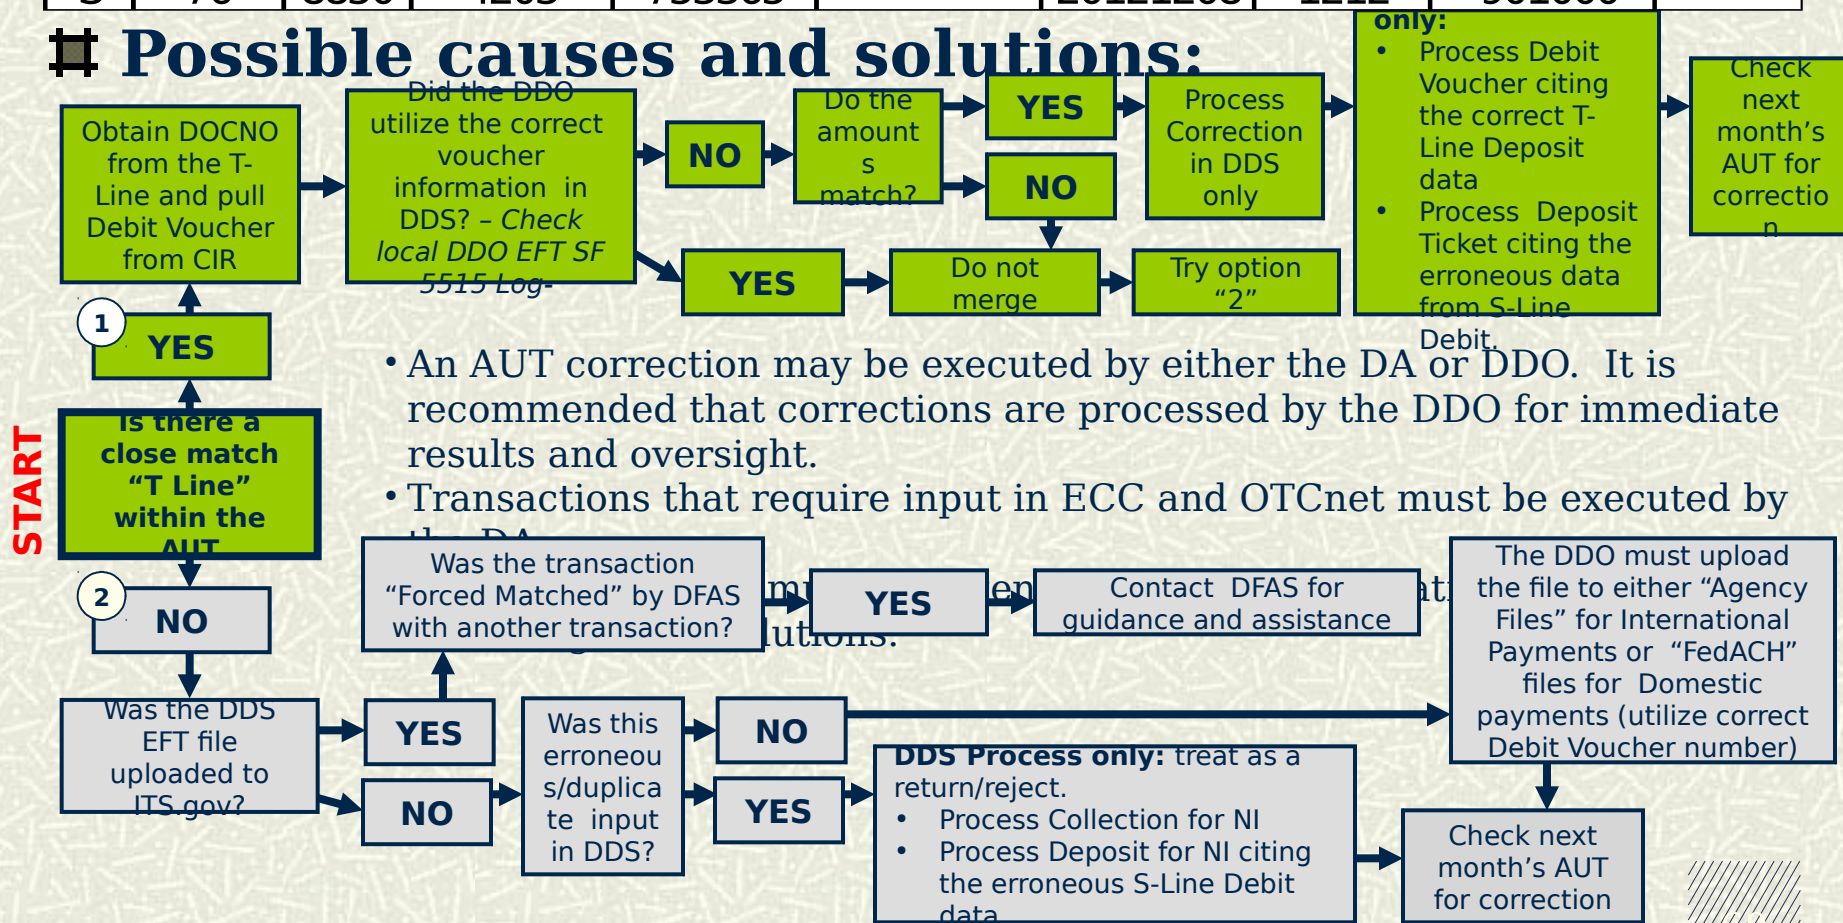 3 70 8850 4263 753365 20121208 1212 901000
Possible causes and solutions:
Obtain DOCNO
from the T-
Line and pull
Debit Voucher
from CIR
Did the DDO
utilize the correct
voucher
information in
DDS? – Check
local DDO EFT SF
5515 Log-
NO
Do the
amount
s
match?
YES
NO
Process
Correction
in DDS
only
only:
• Process Debit
Voucher citing
the correct T-
Line Deposit
data
• Process Deposit
Ticket citing the
erroneous data
from S-Line
Debit.
Check
next
month’s
AUT for
correctio
n
YES
Do not
merge
Try option
“2”
1
YES
START
Is there a
close match
“T Line”
within the
AUT
• An AUT correction may be executed by either the DA or DDO. It is
recommended that corrections are processed by the DDO for immediate
results and oversight.
• Transactions that require input in ECC and OTCnet must be executed by
the DA.
2
NO
Was the transaction
“Forced Matched” by DFAS
with another transaction?
YES
Contact DFAS for
guidance and assistance
The DDO must upload
the file to either “Agency
Files” for International
Payments or “FedACH”
files for Domestic
payments (utilize correct
Debit Voucher number)
Was the DDS
EFT file
uploaded to
ITS.gov?
YES
NO
Was this
erroneou
s/duplica
te input
in DDS?
NO
YES
DDS Process only: treat as a
return/reject.
• Process Collection for NI
• Process Deposit for NI citing
the erroneous S-Line Debit
data
Check next
month’s AUT
for correction